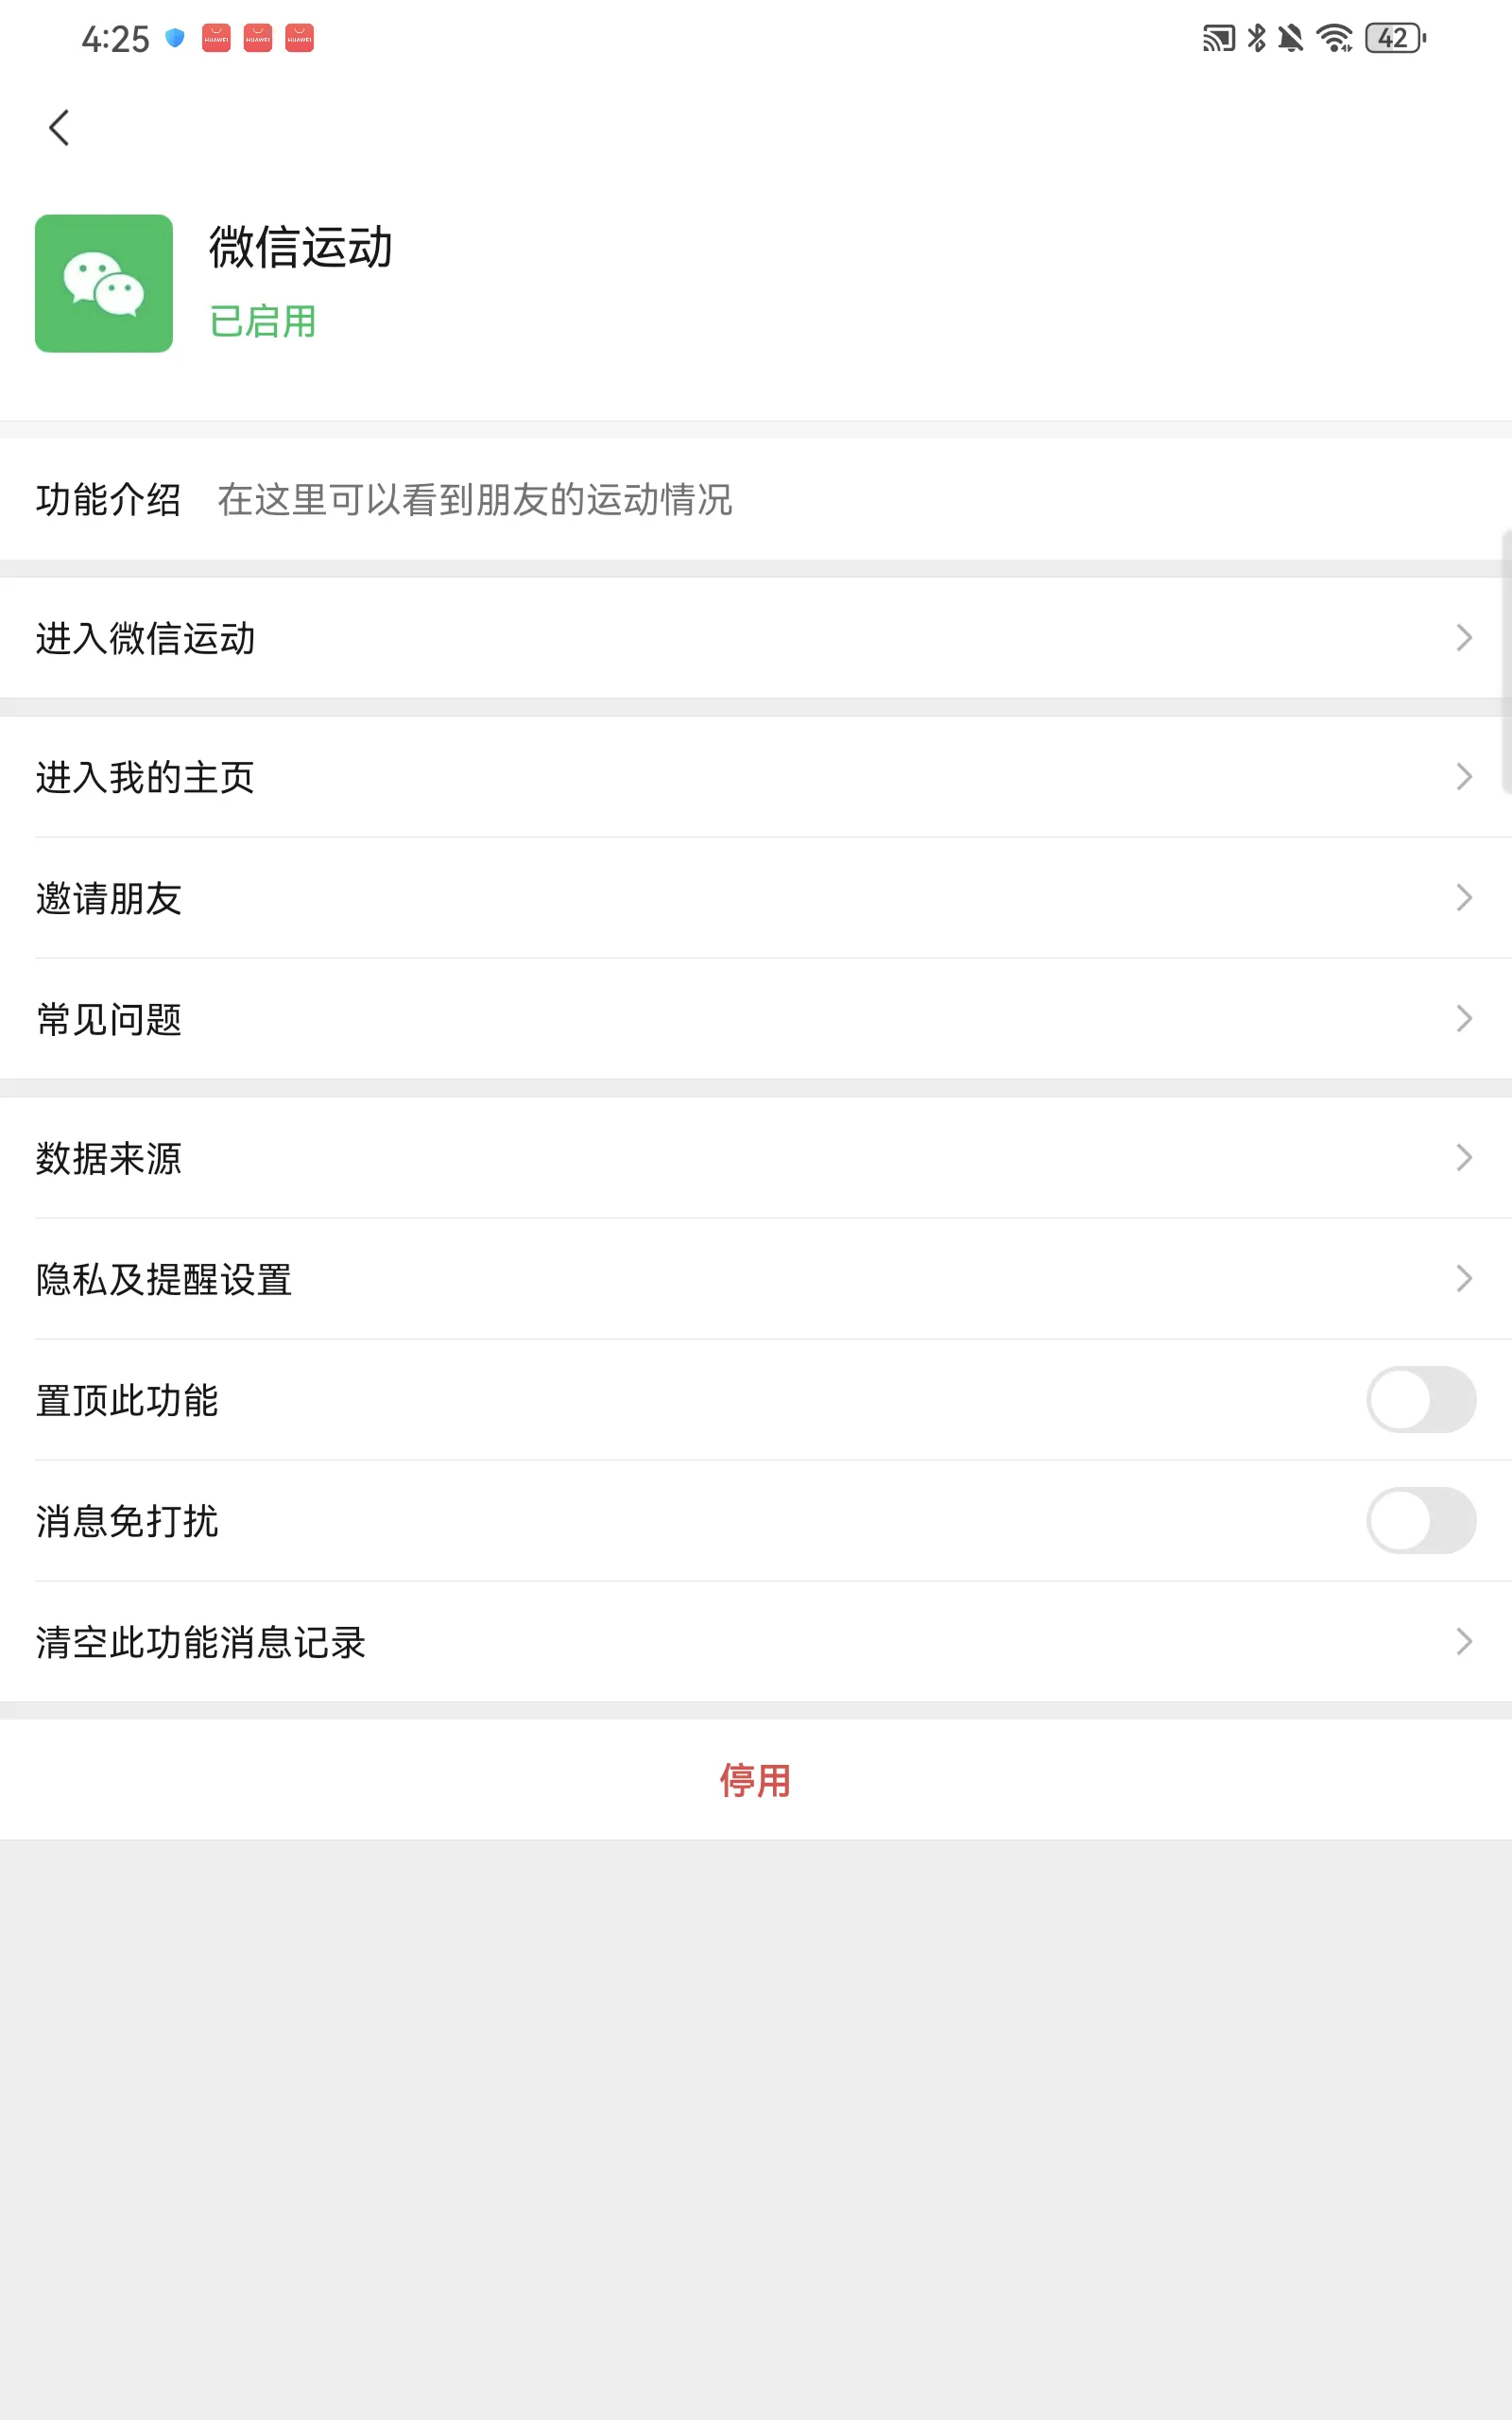 4:25
HUAWEI HUAWEI HUAWEI
42
微信运动
已启用
功能介绍 在这里可以看到朋友的运动情况
进入微信运动
进入我的主页
邀请朋友
常见问题
数据来源
隐私及提醒设置
置顶此功能
消息免打扰
清空此功能消息记录
停用